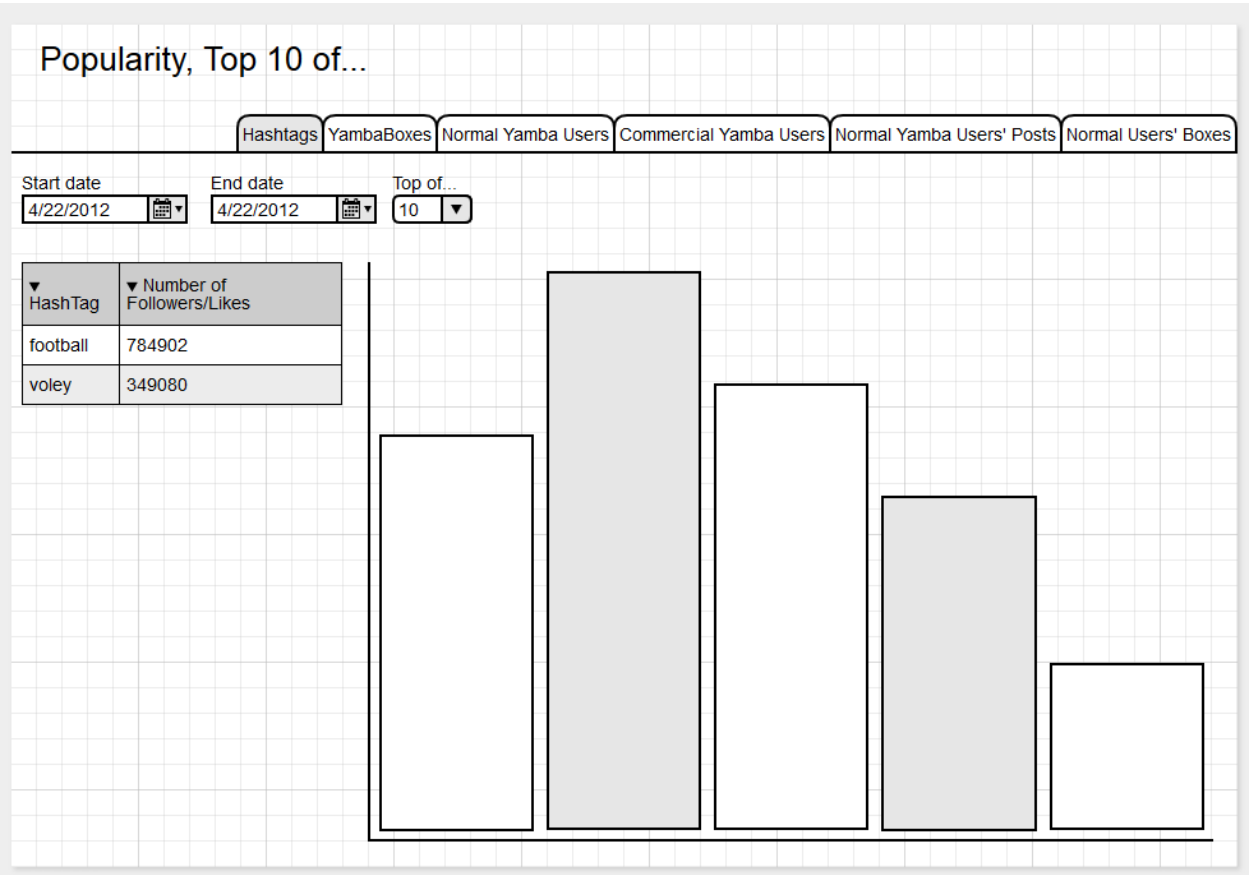 Popularity, Top 10 of...
Hashtags YambaBoxes Normal Yamba Users Commercial Yamba Users Normal Yamba Users' Posts Normal Users' Boxes
Start date End date Top of...
4/22/2012 4/22/2012 10
HashTag
Number of
Followers/Likes
football 784902
voley 349080